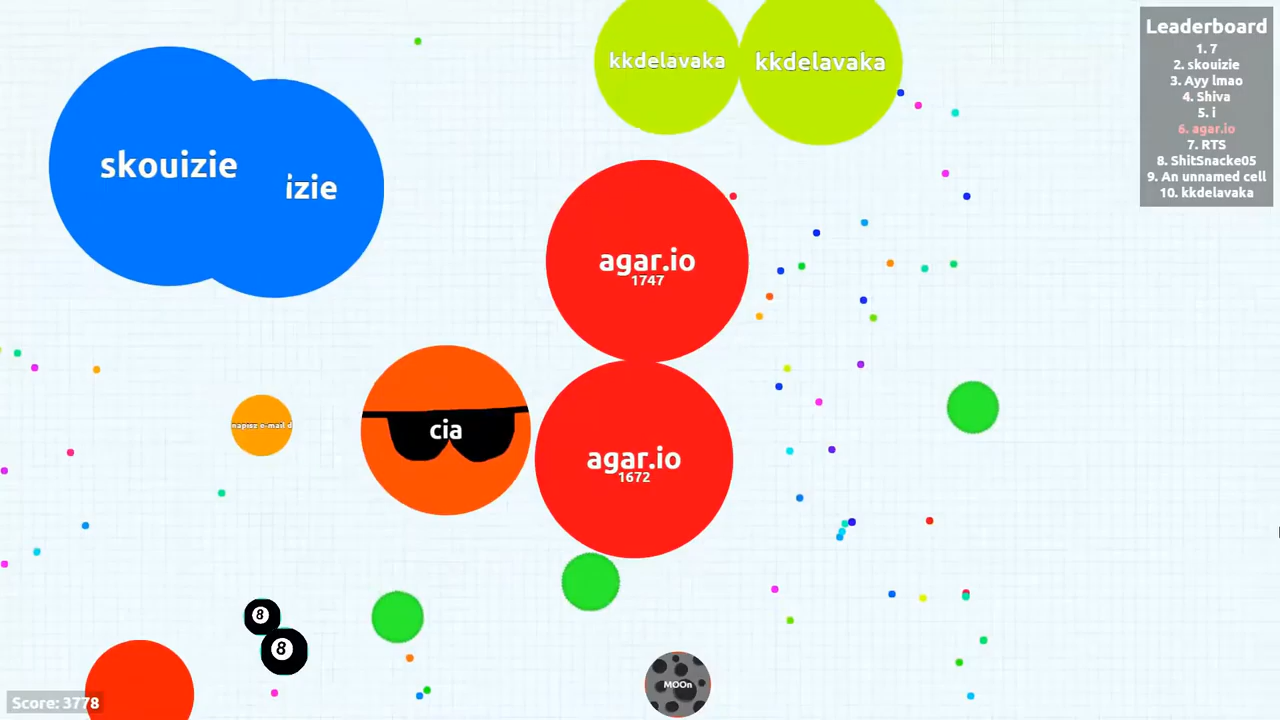 kkdelavaka
kkdelavaka
Leaderboard
1. 7
2. skouizie
3. Ayy lmao
4. Shiva
5. i
6. agar.io
7. RTS
8. ShitSnacke05
9. An unnamed cell
10. kkdelavaka
skouizie
izie
agar.io
1747
napisz e-mail d
cia
agar.io
1672
8
8
MOOn
Score: 3778